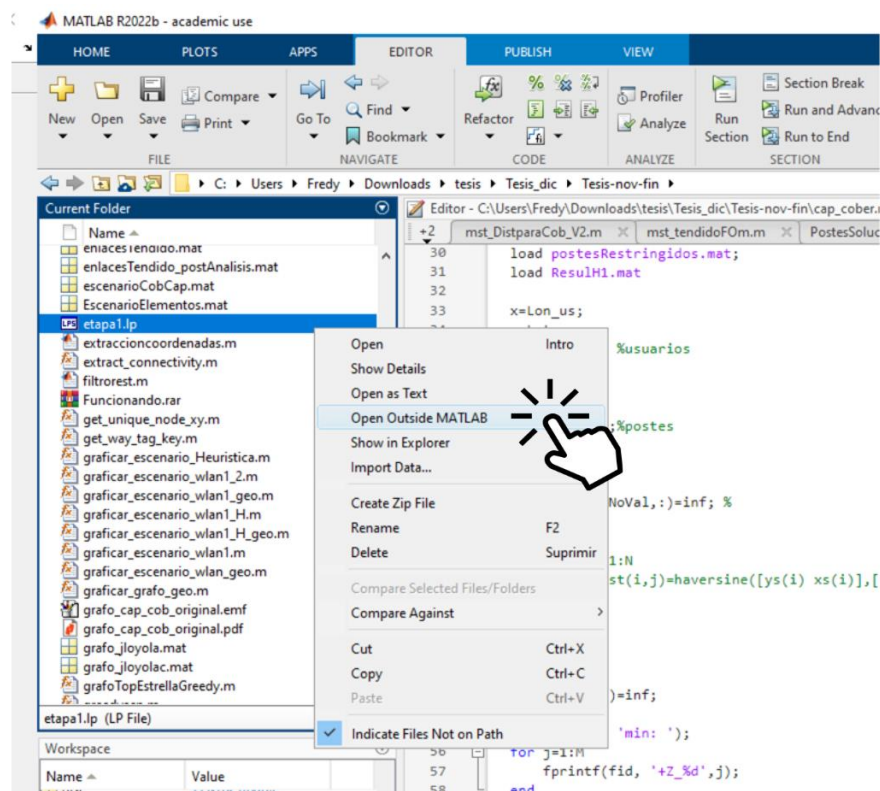 MATLAB R2022b - academic use
HOME PLOTS APPS EDITOR PUBLISH VIEW
New Open Save Compare Print
Go To Find Bookmark
Refactor
Profiler Analyze
Run Section
Section Break
Run and Advanc
Run to End
FILE NAVIGATE CODE ANALYZE SECTION
C: Users Fredy Downloads tesis Tesis_dic Tesis-nov-fin
Current Folder
Name
enlacesTendido.mat
enlacesTendido_postAnalisis.mat
escenarioCobCap.mat
EscenarioElementos.mat
LPS etapa1.lp
extraccioncoordenadas.m
extract_connectivity.m
filtrorest.m
Funcionando.rar
get_unique_node_xy.m
get_way_tag_key.m
graficar_escenario_Heuristica.m
graficar_escenario_wlan1_2.m
graficar_escenario_wlan1_geo.m
graficar_escenario_wlan1_H.m
graficar_escenario_wlan1_H_geo.m
graficar_escenario_wlan1.m
graficar_escenario_wlan_geo.m
graficar_grafo_geo.m
grafo_cap_cob_original.emf
grafo_cap_cob_original.pdf
grafo_jloyola.mat
grafo_jloyolac.mat
grafoTopEstrellaGreedy.m
etapa1.lp (LP File)
Workspace
Name Value
Open Intro
Show Details
Open as Text
Open Outside MATLAB
Show in Explorer
Import Data...
Create Zip File
Rename F2
Delete Suprimir
Compare Selected Files/Folders
Compare Against
Cut Ctrl+X
Copy Ctrl+C
Paste Ctrl+V
Indicate Files Not on Path
Editor - C:\Users\Fredy\Downloads\tesis\Tesis_dic\Tesis-nov-fin\cap_cober.
+2 mst_DistparaCob_V2.m mst_tendidoFOm.m PostesSoluc
30 load postesRestringidos.mat;
31 load ResulH1.mat
32
33 x=Lon_us;
%usuarios
;%postes
NoVal,:)=inf; %
1:N
st(i,j)=haversine([ys(i) xs(i)],[
)=inf;
'min: ');
56 for j=1:M
57 fprintf(fid, '+Z_%d',j);
58 end